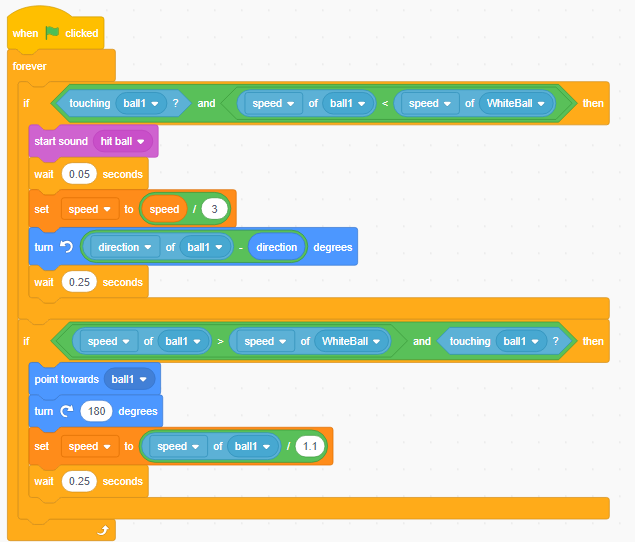 when clicked
forever
if touching ball1 ? and speed of ball1 < speed of WhiteBall then
start sound hit ball
wait 0.05 seconds
set speed to speed / 3
turn direction of ball1 - direction degrees
wait 0.25 seconds
if speed of ball1 > speed of WhiteBall and touching ball1 ? then
point towards ball1
turn 180 degrees
set speed to speed of ball1 / 1.1
wait 0.25 seconds